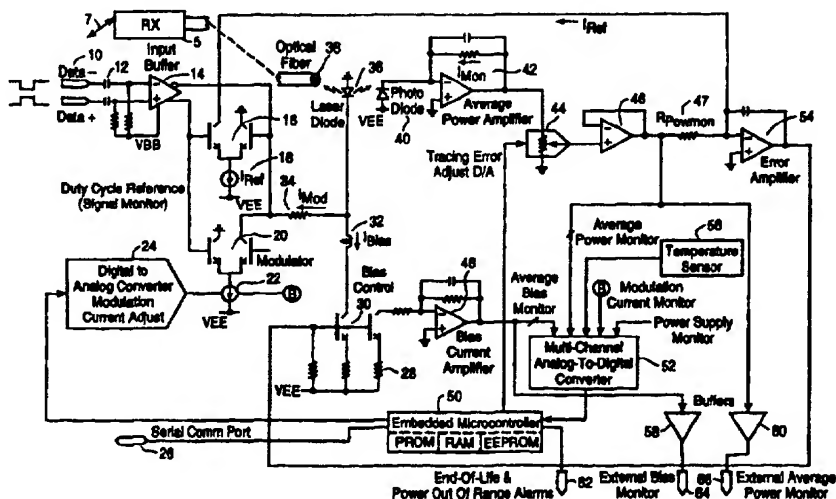 7
RX
5
Input
Buffer
10
Data-
12
14
Data +
VBB
Optical
Fiber
38
36
Laser
Diode
Photo
Diode
VEE
40
IMon
42
Average
Power Amplifier
IRef
44
46
47
RPowmon
54
Error
Amplifier
Tracing Error
Adjust D/A
16
18
IRef
VEE
Duty Cycle Reference
(Signal Monitor)
34
IMod
20
Modulator
32
IBias
24
Digital to
Analog Converter
Modulation
Current Adjust
22
B
VEE
Bias
Control
30
28
VEE
48
Bias
Current
Amplifier
Average
Bias
Monitor
Average
Power Monitor
56
Temperature
Sensor
B
Modulation
Current Monitor
Power Supply
Monitor
Multi-Channel
Analog-To-Digital
Converter
52
50
Embedded Microcontroller
PROM
RAM
EEPROM
Serial Comm Port
26
Buffers
58
60
End-Of-Life &
Power Out Of Range Alarms
62
External Bias
Monitor
64
66
External Average
Power Monitor